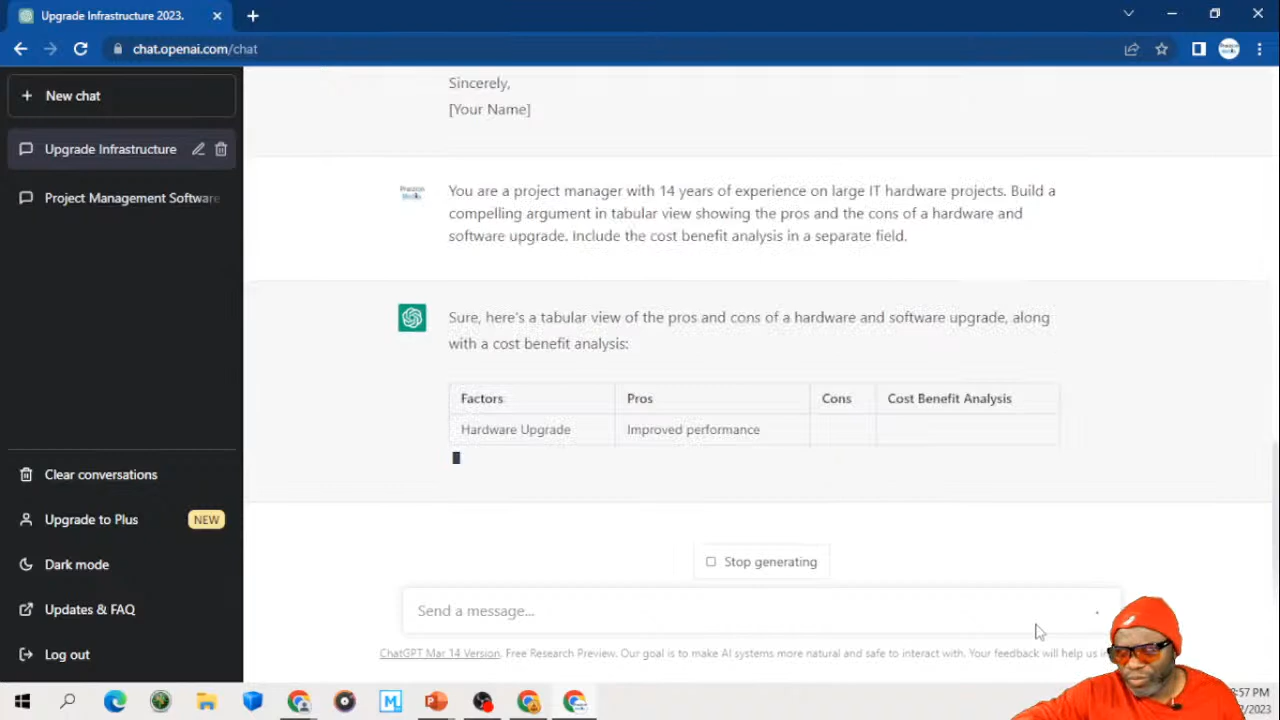 Upgrade Infrastructure 2023.
chat.openai.com/chat
New chat
Upgrade Infrastructure
Project Management Software
Clear conversations
Upgrade to Plus NEW
Dark mode
Updates & FAQ
Log out
Sincerely,
[Your Name]
You are a project manager with 14 years of experience on large IT hardware projects. Build a
compelling argument in tabular view showing the pros and the cons of a hardware and
software upgrade. Include the cost benefit analysis in a separate field.
Sure, here's a tabular view of the pros and cons of a hardware and software upgrade, along
with a cost benefit analysis:
Factors Pros Cons Cost Benefit Analysis
Hardware Upgrade Improved performance
Stop generating
Send a message...
ChatGPT Mar 14 Version. Free Research Preview. Our goal is to make AI systems more natural and safe to interact with. Your feedback will help us
:57 PM
/2023